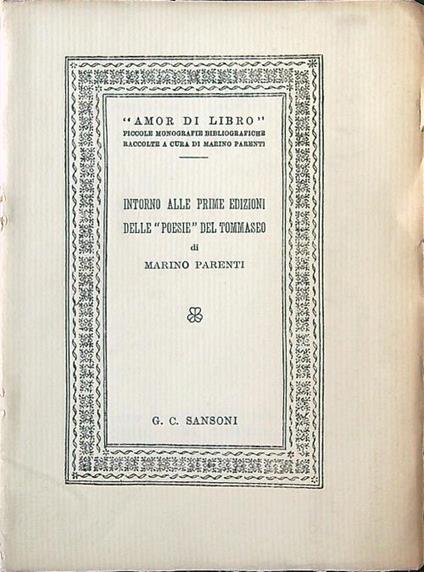 "AMOR DI LIBRO"
PICCOLE MONOGRAFIE BIBLIOGRAFICHE
RACCOLTE A CURA DI MARINO PARENTI
INTORNO ALLE PRIME EDIZIONI
DELLE "POESIE" DEL TOMMASEO
di
MARINO PARENTI
G. C. SANSONI